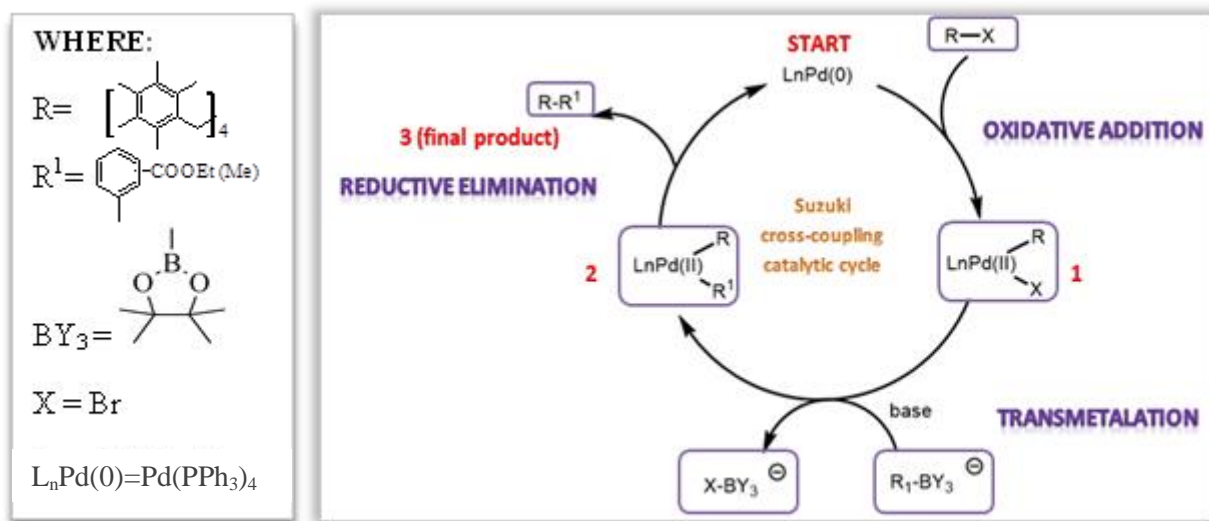 WHERE:
R=
4
R¹=
COOEt (Me)
B
O O
BY₃=
X = Br
LₙPd(0)=Pd(PPh₃)₄
START
LnPd(0)
R—X
R-R¹
3 (final product)
OXIDATIVE ADDITION
REDUCTIVE ELIMINATION
Suzuki
cross-coupling
catalytic cycle
2
LnPd(II)
R
R¹
LnPd(II)
R
X
1
base
TRANSMETALATION
X-BY₃ ⊖
R₁-BY₃ ⊖